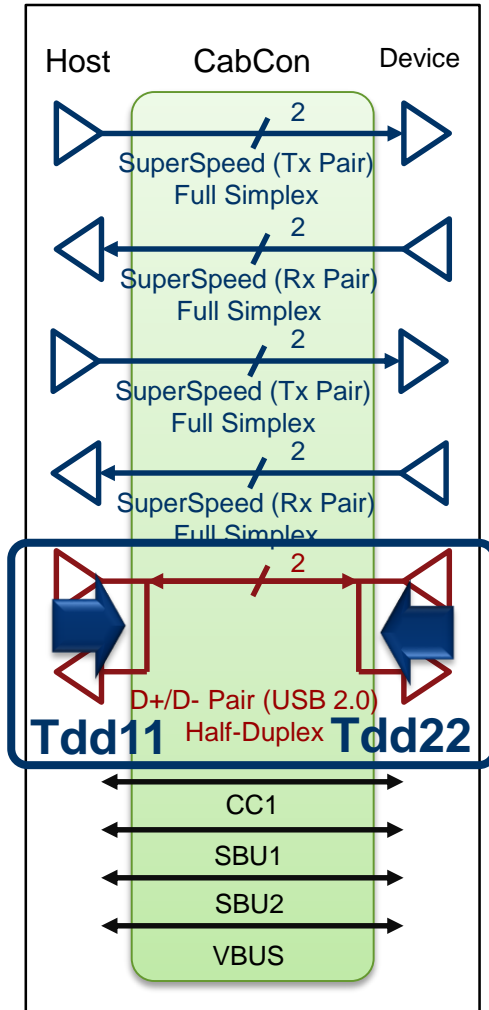 Host CabCon Device
2
SuperSpeed (Tx Pair)
Full Simplex
2
SuperSpeed (Rx Pair)
Full Simplex
2
SuperSpeed (Tx Pair)
Full Simplex
2
SuperSpeed (Rx Pair)
Full Simplex
2
D+/D- Pair (USB 2.0)
Tdd11 Half-Duplex Tdd22
CC1
SBU1
SBU2
VBUS